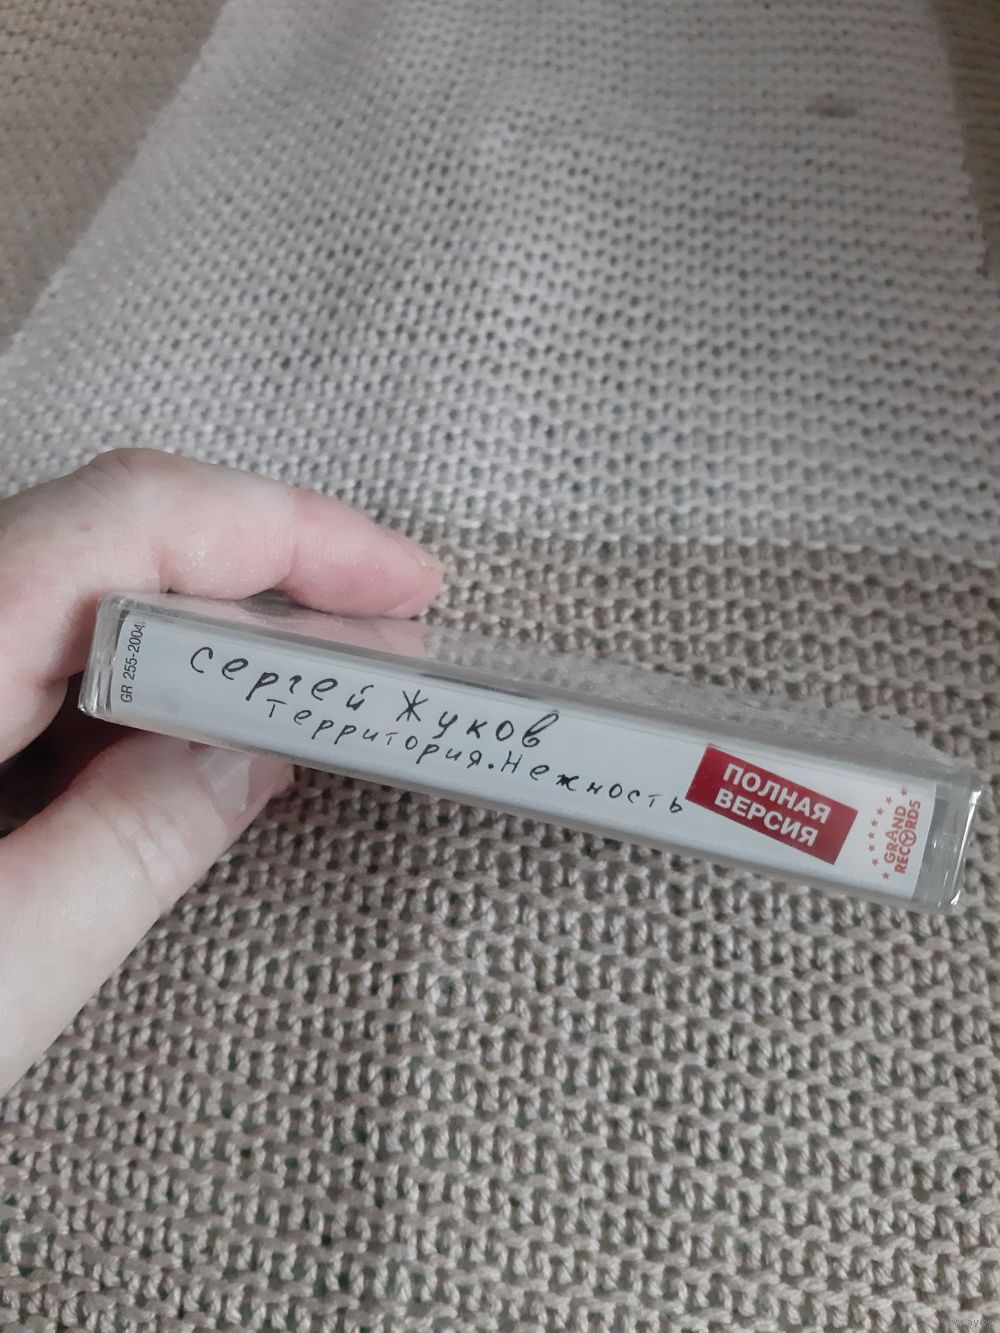 GR 255-2004
Сергей Жуков
Территория.Нежность
ПОЛНАЯ
ВЕРСИЯ
GRAND
RECORDS